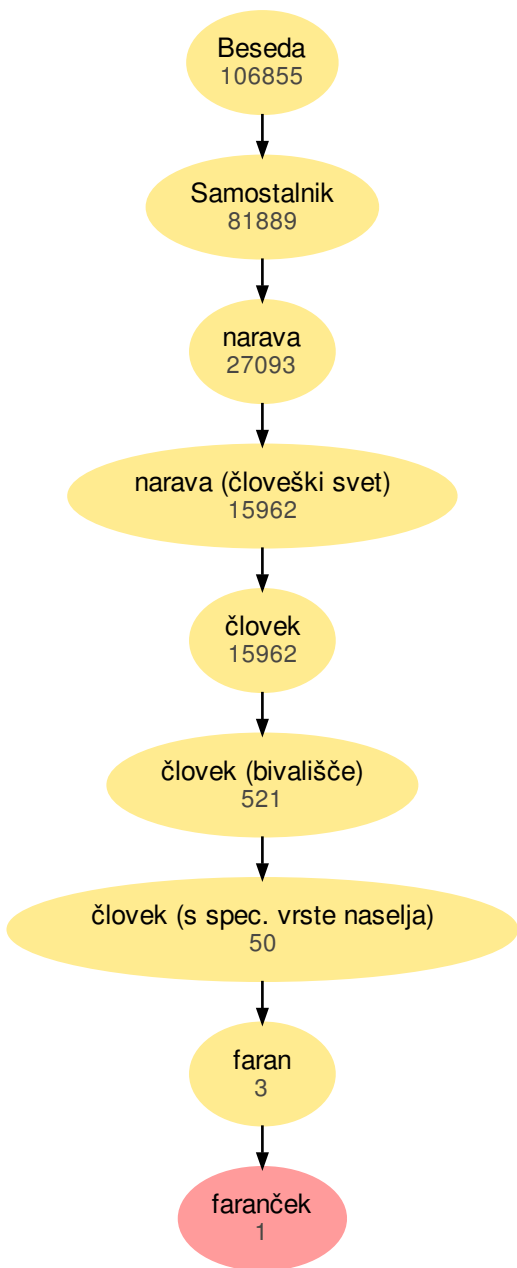 Beseda
106855
Samostalnik
81889
narava
27093
narava (človeški svet)
15962
človek
15962
človek (bivališče)
521
človek (s spec. vrste naselja)
50
faran
3
faranček
1